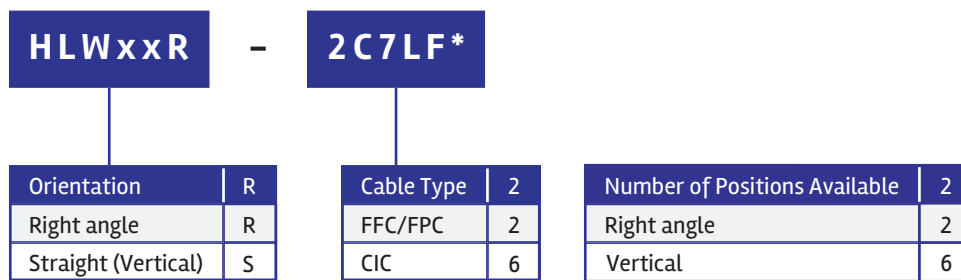 HLWxxR - 2C7LF*
Orientation R Cable Type 2 Number of Positions Available 2
Right angle R FFC/FPC 2 Right angle 2
Straight (Vertical) S CIC 6 Vertical 6